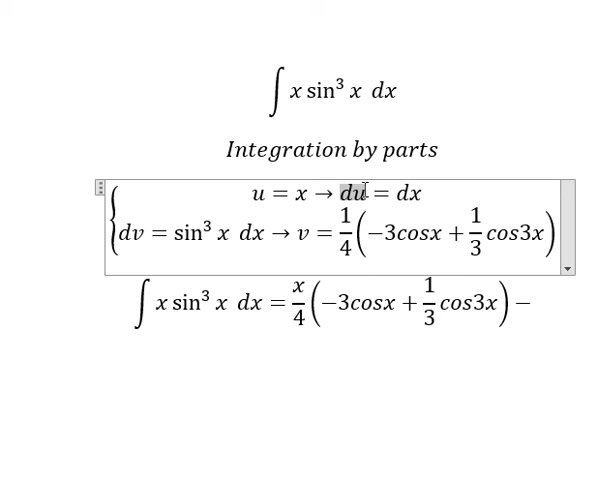 ∫ x sin³ x dx
Integration by parts
{ u = x → du = dx
dv = sin³ x dx → v = 1/4 (−3cosx + 1/3 cos3x)
∫ x sin³ x dx = x/4 (−3cosx + 1/3 cos3x) −